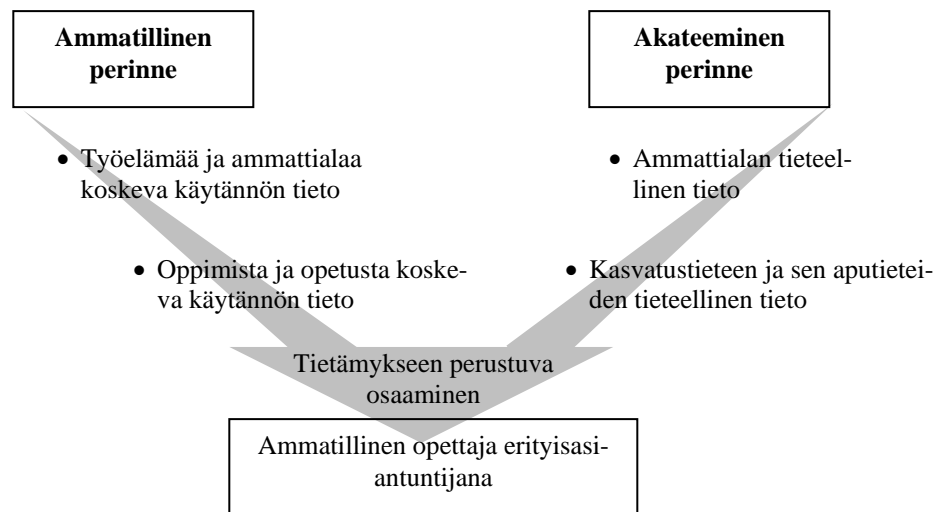 Ammatillinen
perinne
Akateeminen
perinne
• Työelämää ja ammattialaa
koskeva käytännön tieto
• Ammattialan tieteel-
linen tieto
• Oppimista ja opetusta koske-
va käytännön tieto
• Kasvatustieteen ja sen aputietei-
den tieteellinen tieto
Tietämykseen perustuva
osaaminen
Ammatillinen opettaja erityisasi-
antuntijana